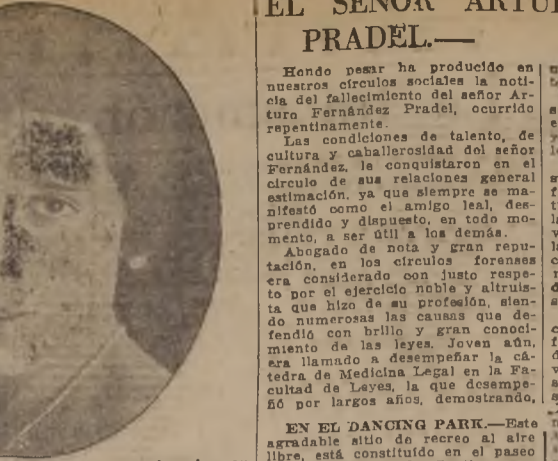 EL SEÑOR ARTU
PRADEL.—
Hondo pesar ha producido en
nuestros círculos sociales la noti-
cia del fallecimiento del señor Ar-
turo Fernández Pradel, ocurrido
repentinamente.
Las condiciones de talento, de
cultura y caballerosidad del señor
Fernández, le conquistaron en el
círculo de sus relaciones general
estimación, ya que siempre se ma-
nifestó como el amigo leal, des-
prendido y dispuesto, en todo mo-
mento, a ser útil a los demás.
Abogado de nota y gran repu-
tación, en los círculos forenses
era considerado con justo respe-
to por el ejercicio noble y altruis-
ta que hizo de su profesión, sien-
do numerosas las causas que de-
fendió con brillo y gran conoci-
miento de las leyes. Joven aún,
era llamado a desempeñar la cá-
tedra de Medicina Legal en la Fa-
cultad de Leyes, la que desempe-
ñó por largos años, demostrando,
EN EL DANCING PARK.—Este
agradable sitio de recreo al aire
libre, está constituído en el paseo